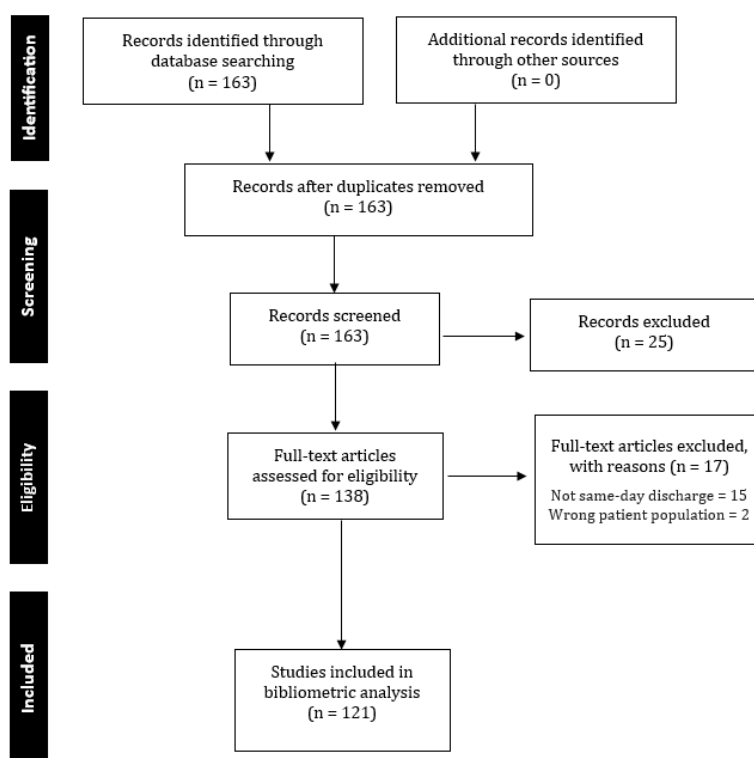 Identification
Records identified through
database searching
(n = 163)
Additional records identified
through other sources
(n = 0)
Records after duplicates removed
(n = 163)
Screening
Records screened
(n = 163)
Records excluded
(n = 25)
Eligibility
Full-text articles
assessed for eligibility
(n = 138)
Full-text articles excluded,
with reasons (n = 17)
Not same-day discharge = 15
Wrong patient population = 2
Included
Studies included in
bibliometric analysis
(n = 121)